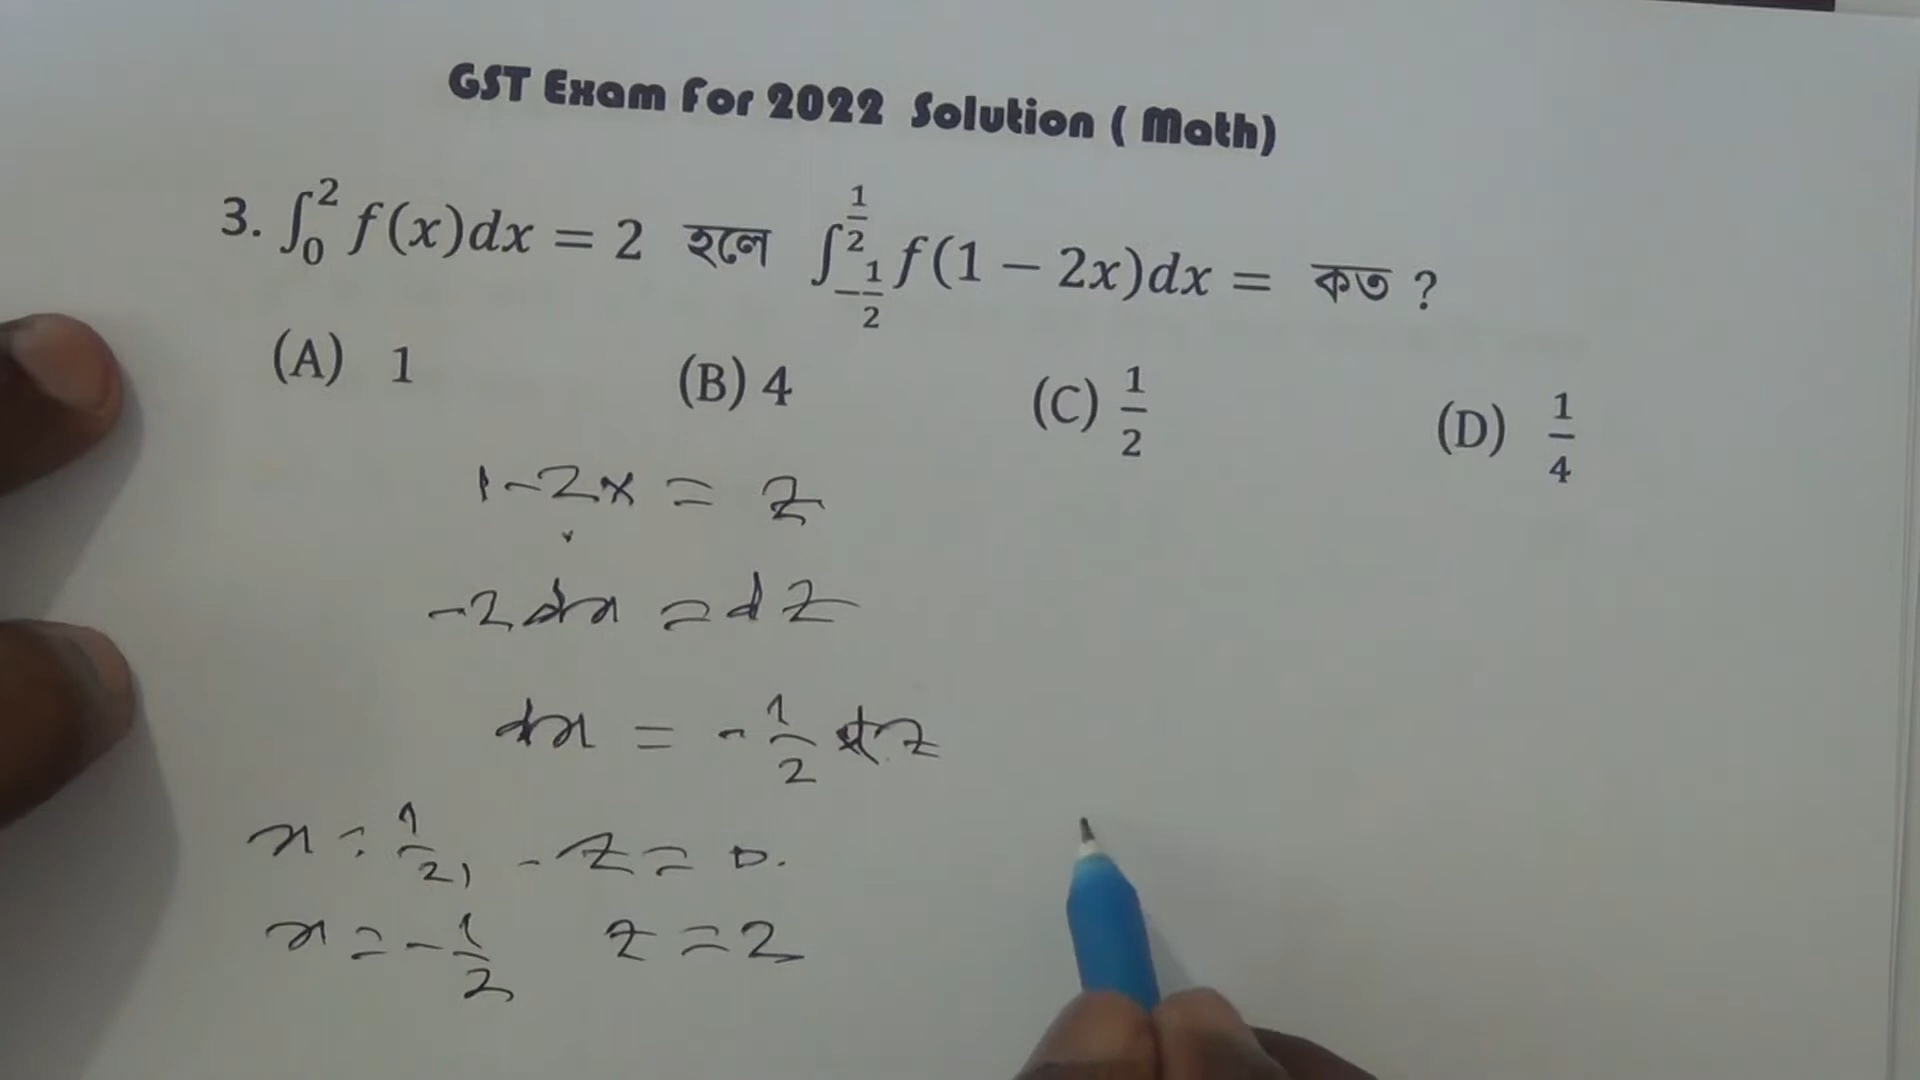 GST Exam For 2022 Solution ( Math)
3. ∫₀² f(x)dx = 2 হলে ∫_{-1/2}^{1/2} f(1 − 2x)dx = কত ?
(A) 1 (B) 4 (C) 1/2 (D) 1/4
1-2x = z
-2dx = dz
dx = -1/2 dz
x = 1/2, - z = 0.
x = -1/2 z = 2